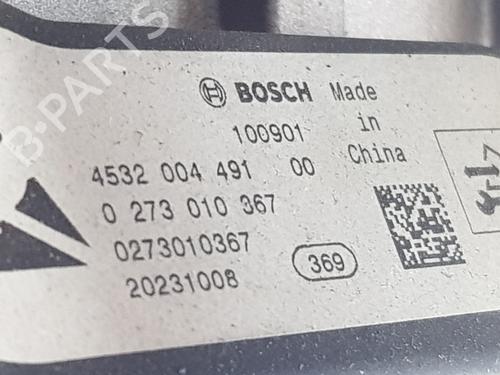 B-PARTS
BOSCH Made
100901 in
4532 004 491 00 China
0 273 010 367
0273010367
20231008 369